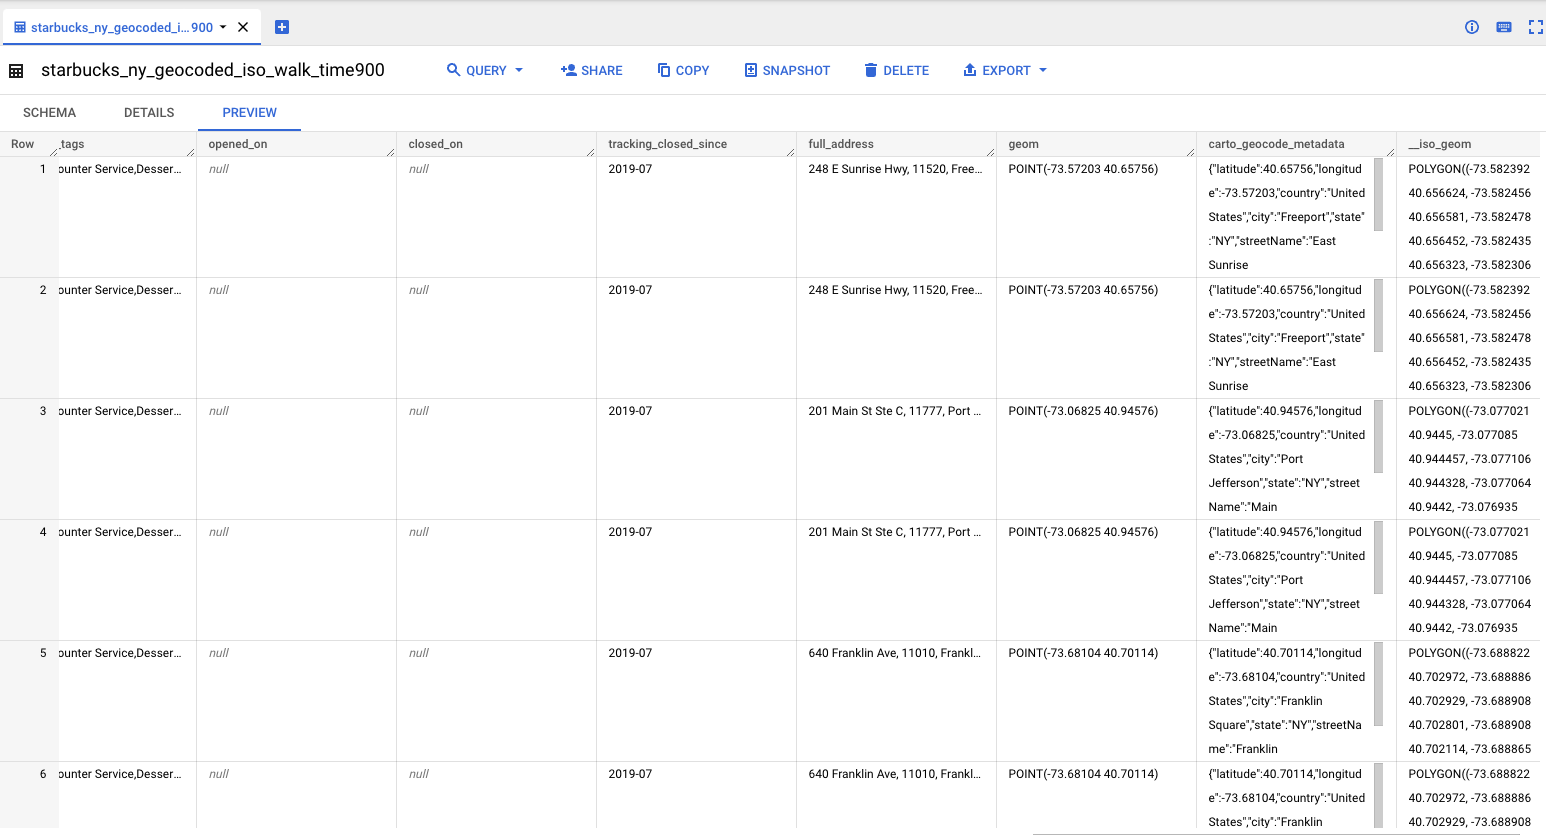 starbucks_ny_geocoded_i... 900
starbucks_ny_geocoded_iso_walk_time900
QUERY
SHARE
COPY
SNAPSHOT
DELETE
EXPORT
SCHEMA
DETAILS
PREVIEW
Row _tags opened_on closed_on tracking_closed_since full_address geom carto_geocode_metadata __iso_geom
1 ounter Service,Desser... null null 2019-07 248 E Sunrise Hwy, 11520, Free... POINT(-73.57203 40.65756) {"latitude":40.65756,"longitud POLYGON((-73.582392
e":-73.57203,"country":"United 40.656624, -73.582456
States","city":"Freeport","state" 40.656581, -73.582478
:"NY","streetName":"East 40.656452, -73.582435
Sunrise 40.656323, -73.582306
2 ounter Service,Desser... null null 2019-07 248 E Sunrise Hwy, 11520, Free... POINT(-73.57203 40.65756) {"latitude":40.65756,"longitud POLYGON((-73.582392
e":-73.57203,"country":"United 40.656624, -73.582456
States","city":"Freeport","state" 40.656581, -73.582478
:"NY","streetName":"East 40.656452, -73.582435
Sunrise 40.656323, -73.582306
3 ounter Service,Desser... null null 2019-07 201 Main St Ste C, 11777, Port ... POINT(-73.06825 40.94576) {"latitude":40.94576,"longitud POLYGON((-73.077021
e":-73.06825,"country":"United 40.9445, -73.077085
States","city":"Port 40.944457, -73.077106
Jefferson","state":"NY","street 40.944328, -73.077064
Name":"Main 40.9442, -73.076935
4 ounter Service,Desser... null null 2019-07 201 Main St Ste C, 11777, Port ... POINT(-73.06825 40.94576) {"latitude":40.94576,"longitud POLYGON((-73.077021
e":-73.06825,"country":"United 40.9445, -73.077085
States","city":"Port 40.944457, -73.077106
Jefferson","state":"NY","street 40.944328, -73.077064
Name":"Main 40.9442, -73.076935
5 ounter Service,Desser... null null 2019-07 640 Franklin Ave, 11010, Frankl... POINT(-73.68104 40.70114) {"latitude":40.70114,"longitud POLYGON((-73.688822
e":-73.68104,"country":"United 40.702972, -73.688886
States","city":"Franklin 40.702929, -73.688908
Square","state":"NY","streetNa 40.702801, -73.688908
me":"Franklin 40.702114, -73.688865
6 ounter Service,Desser... null null 2019-07 640 Franklin Ave, 11010, Frankl... POINT(-73.68104 40.70114) {"latitude":40.70114,"longitud POLYGON((-73.688822
e":-73.68104,"country":"United 40.702972, -73.688886
States","city":"Franklin 40.702929, -73.688908